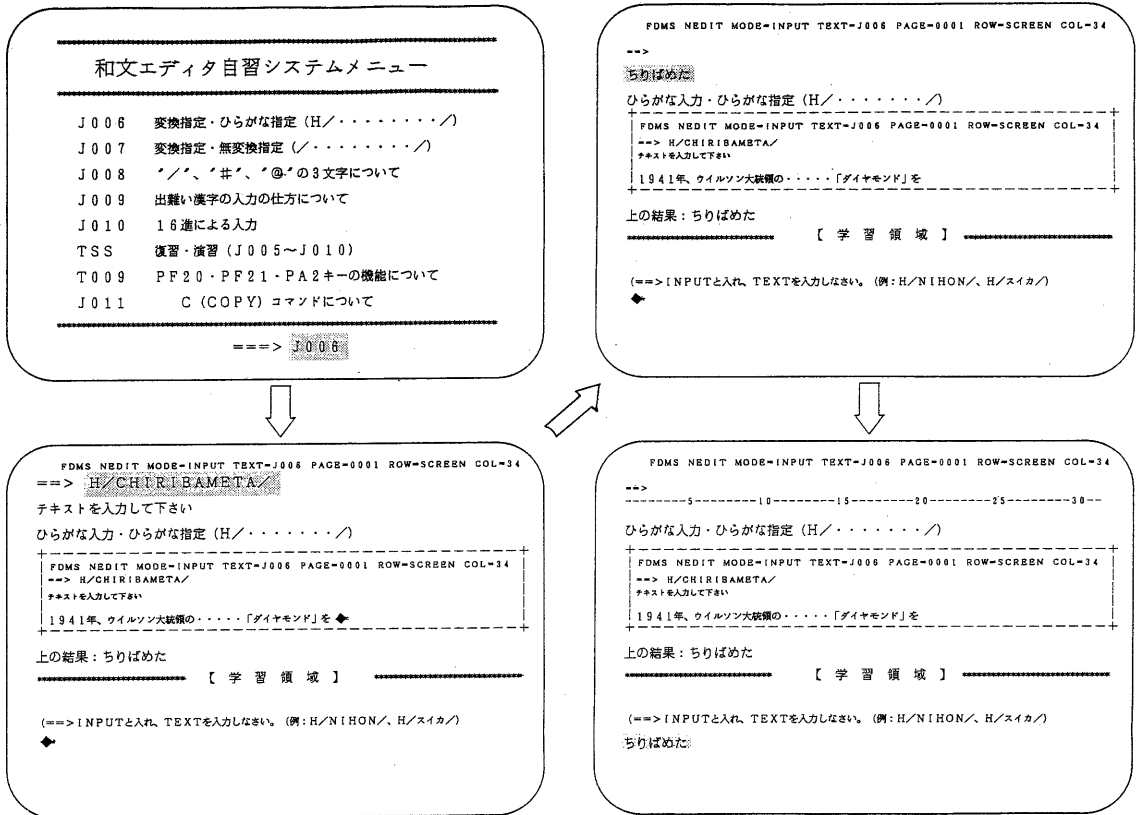 和文エディタ自習システムメニュー
J006 変換指定・ひらがな指定(H/・・・・・・・・/)
J007 変換指定・無変換指定(/・・・・・・・・/)
J008 "/"、"#"、"@"の3文字について
J009 出難い漢字の入力の仕方について
J010 16進による入力
TSS 復習・演習(J005~J010)
T009 PF20・PF21・PA2キーの機能について
J011 C(COPY)コマンドについて
===> J006
FDMS NEDIT MODE=INPUT TEXT=J006 PAGE=0001 ROW=SCREEN COL=34
==> H/CHIRIBAMETA/
テキストを入力して下さい
ひらがな入力・ひらがな指定(H/・・・・・・・/)
FDMS NEDIT MODE=INPUT TEXT=J006 PAGE=0001 ROW=SCREEN COL=34
==> H/CHIRIBAMETA/
テキストを入力して下さい
1941年、ウイルソン大統領の・・・・・「ダイヤモンド」を◆
上の結果:ちりばめた
【 学 習 領 域 】
(==>INPUTと入れ、TEXTを入力しなさい。(例:H/NIHON/、H/スイカ/)
◆
FDMS NEDIT MODE=INPUT TEXT=J006 PAGE=0001 ROW=SCREEN COL=34
==>
ちりばめた
ひらがな入力・ひらがな指定(H/・・・・・・・/)
FDMS NEDIT MODE=INPUT TEXT=J006 PAGE=0001 ROW=SCREEN COL=34
==> H/CHIRIBAMETA/
テキストを入力して下さい
1941年、ウイルソン大統領の・・・・・「ダイヤモンド」を
上の結果:ちりばめた
【 学 習 領 域 】
(==>INPUTと入れ、TEXTを入力しなさい。(例:H/NIHON/、H/スイカ/)
◆
FDMS NEDIT MODE=INPUT TEXT=J006 PAGE=0001 ROW=SCREEN COL=34
==>
--------5---------10---------15---------20---------25---------30--
ひらがな入力・ひらがな指定(H/・・・・・・・/)
FDMS NEDIT MODE=INPUT TEXT=J006 PAGE=0001 ROW=SCREEN COL=34
==> H/CHIRIBAMETA/
テキストを入力して下さい
1941年、ウイルソン大統領の・・・・・「ダイヤモンド」を
上の結果:ちりばめた
【 学 習 領 域 】
(==>INPUTと入れ、TEXTを入力しなさい。(例:H/NIHON/、H/スイカ/)
ちりばめた